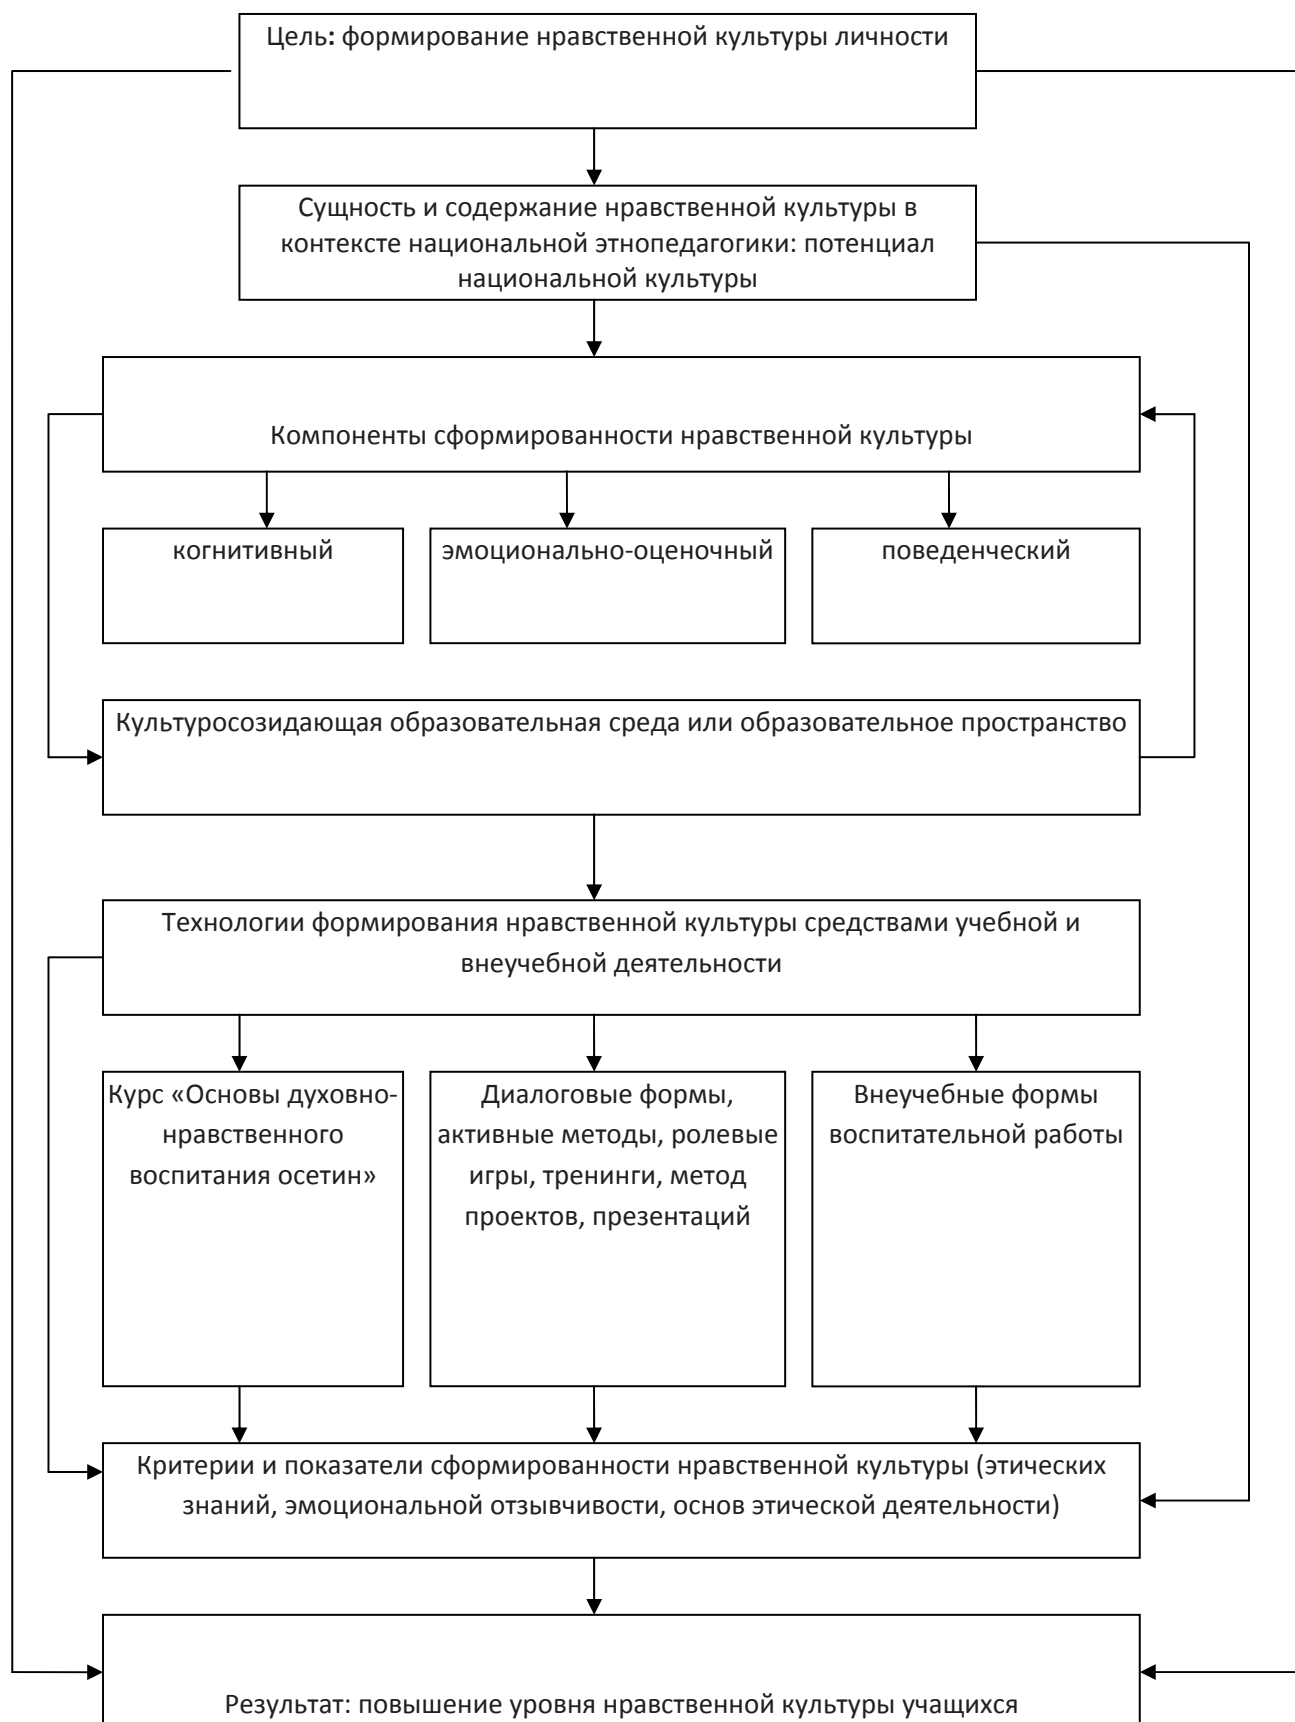 Цель: формирование нравственной культуры личности
Сущность и содержание нравственной культуры в
контексте национальной этнопедагогики: потенциал
национальной культуры
Компоненты сформированности нравственной культуры
когнитивный
эмоционально-оценочный
поведенческий
Культуросозидающая образовательная среда или образовательное пространство
Технологии формирования нравственной культуры средствами учебной и
внеучебной деятельности
Курс «Основы духовно-
нравственного
воспитания осетин»
Диалоговые формы,
активные методы, ролевые
игры, тренинги, метод
проектов, презентаций
Внеучебные формы
воспитательной работы
Критерии и показатели сформированности нравственной культуры (этических
знаний, эмоциональной отзывчивости, основ этической деятельности)
Результат: повышение уровня нравственной культуры учащихся